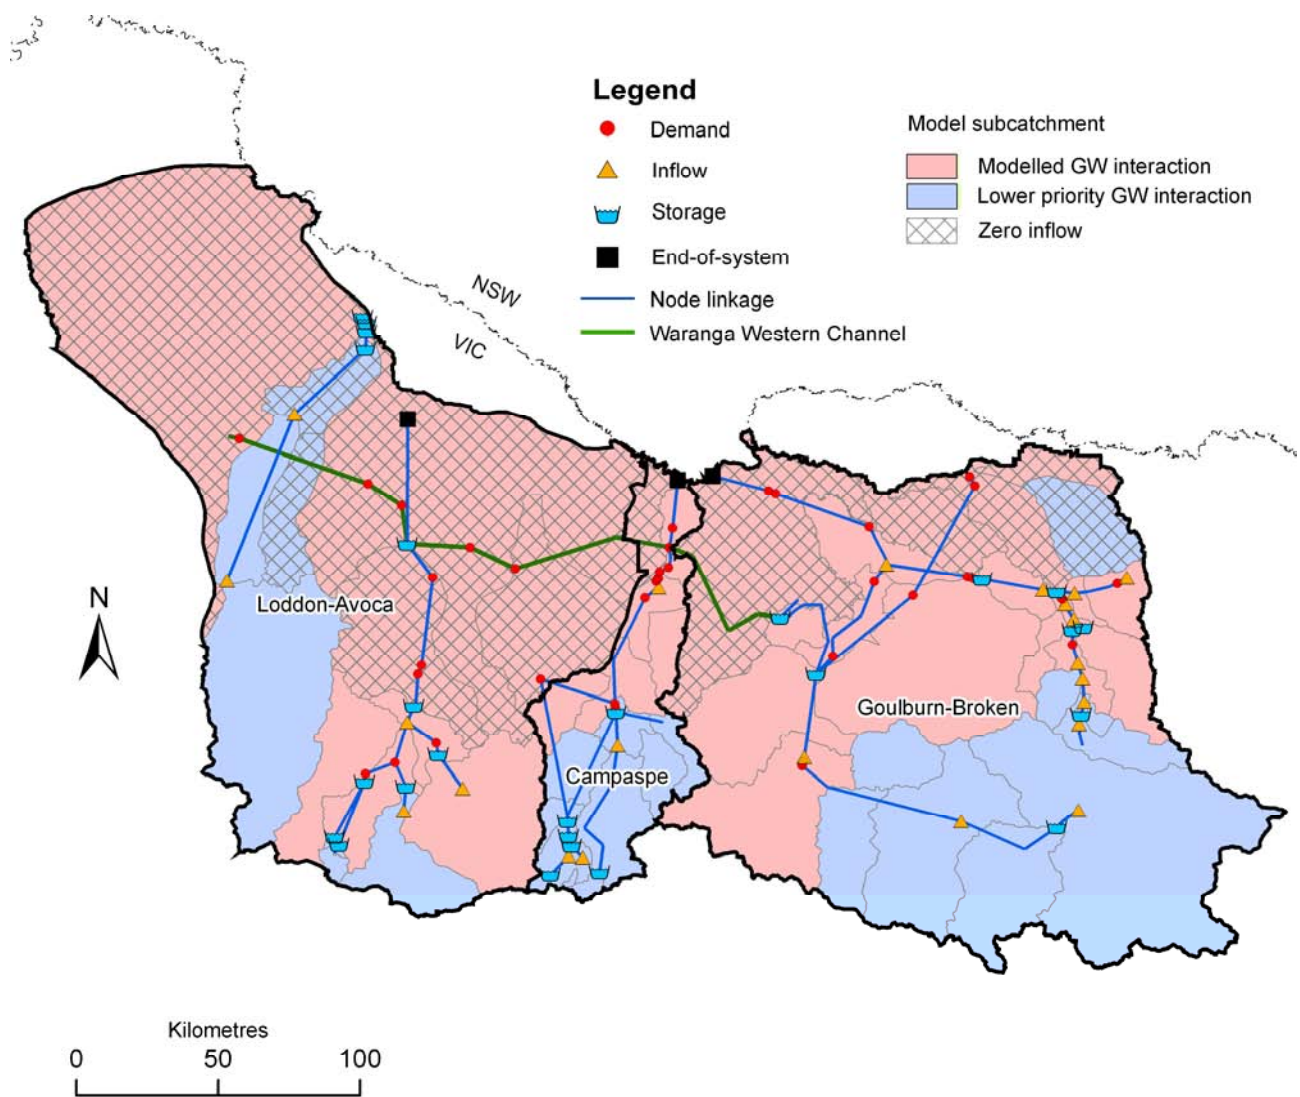 Legend
Demand
Inflow
Storage
End-of-system
Node linkage
Waranga Western Channel
Model subcatchment
Modelled GW interaction
Lower priority GW interaction
Zero inflow
NSW
VIC
N
Loddon-Avoca
Goulburn-Broken
Campaspe
Kilometres
0 50 100